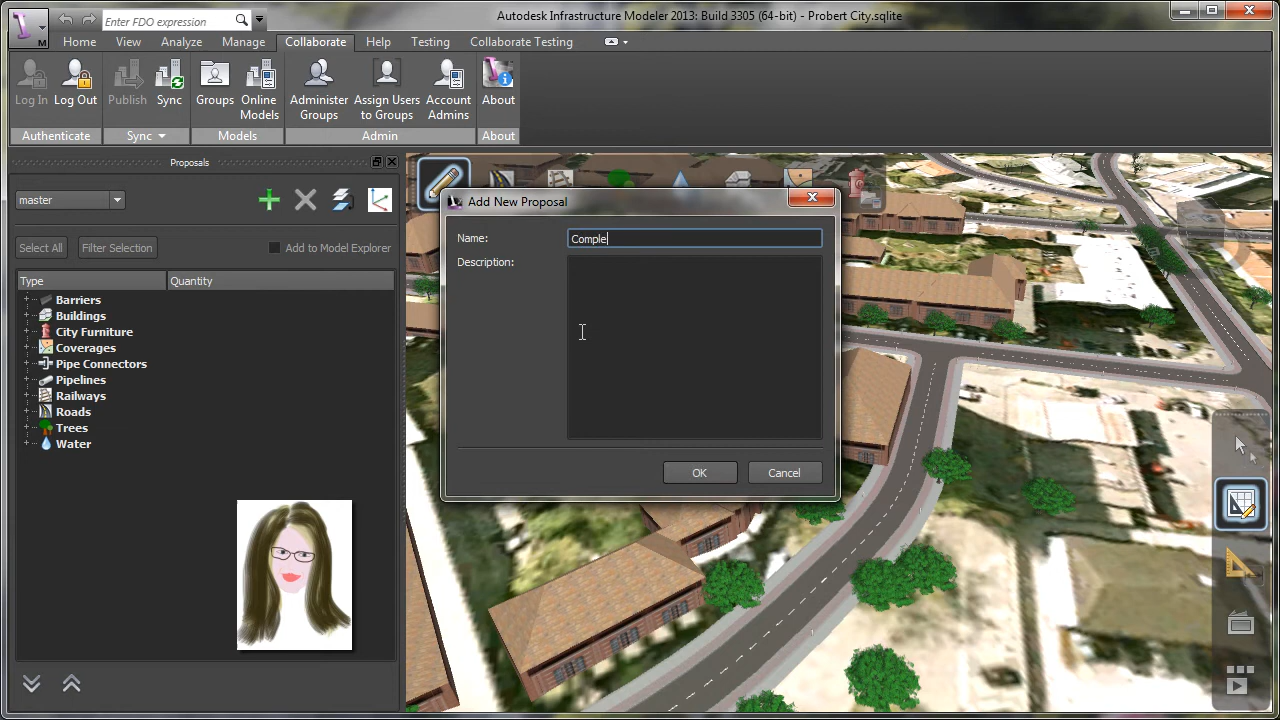 Enter FDO expression
Autodesk Infrastructure Modeler 2013: Build 3305 (64-bit) - Probert City.sqlite
M
Home View Analyze Manage Collaborate Help Testing Collaborate Testing
Log In Log Out Publish Sync Groups Online Models Administer Groups Assign Users to Groups Account Admins About
Authenticate Sync Models Admin About
Proposals
master
Add New Proposal
Name: Comple
Description:
Select All Filter Selection Add to Model Explorer
Type Quantity
Barriers
Buildings
City Furniture
Coverages
Pipe Connectors
Pipelines
Railways
Roads
Trees
Water
OK Cancel